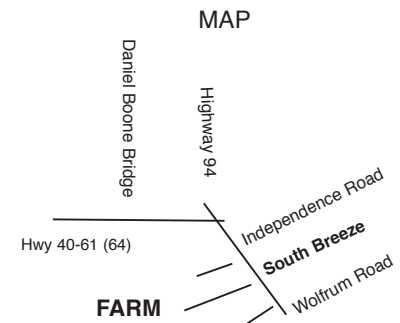 MAP
Daniel Boone Bridge
Highway 94
Independence Road
South Breeze
Hwy 40-61 (64)
Wolfrum Road
FARM